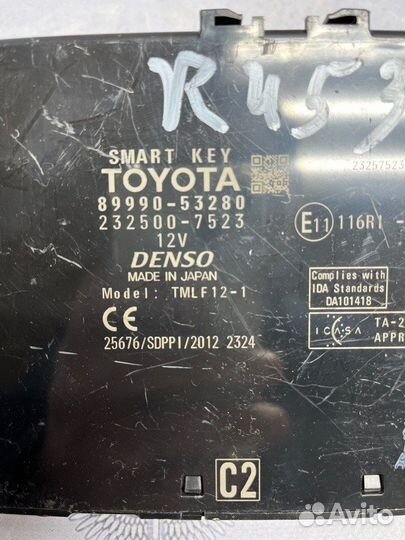 R453
SMART KEY
TOYOTA
89990-53280
23257523
232500-7523
E11 116R1 -
12V
DENSO
MADE IN JAPAN
Complies with
IDA Standards
DA101418
Model: TMLF12-1
CE
ICASA
TA-2
APPR
25676/SDPPI/2012 2324
C2
Avito